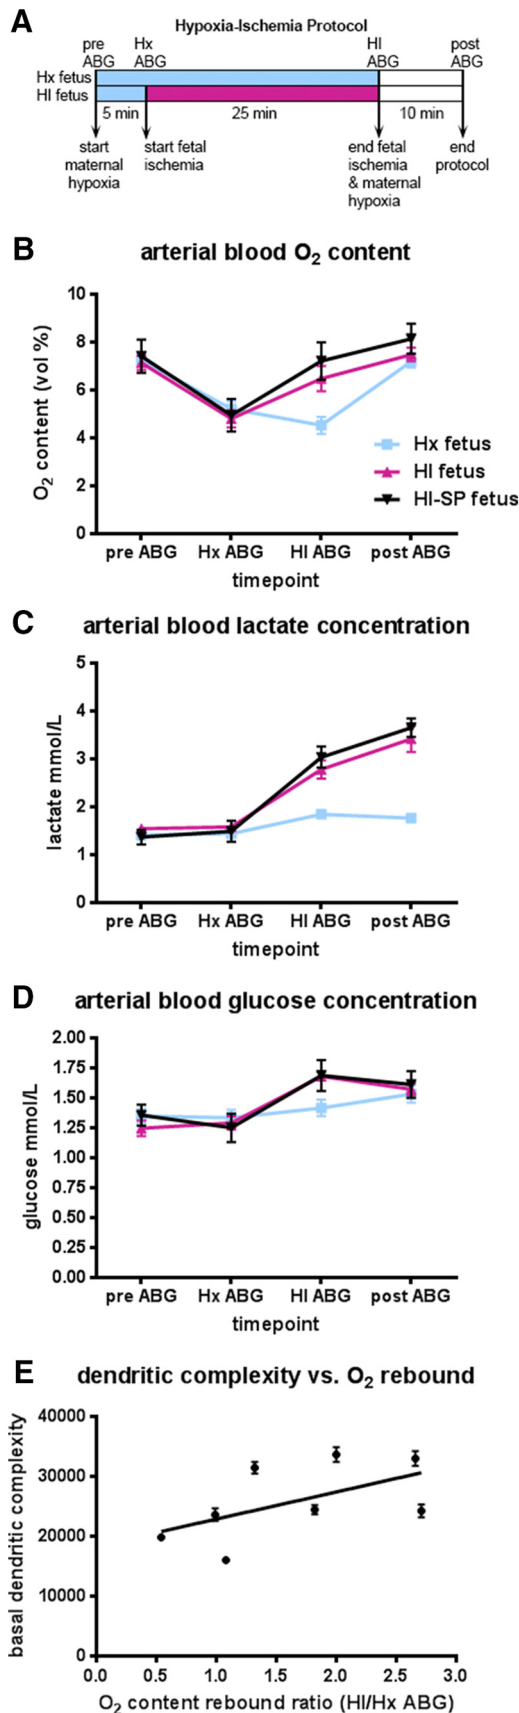 A
Hypoxia-Ischemia Protocol
pre ABG
Hx ABG
HI ABG
post ABG
Hx fetus
HI fetus
5 min
25 min
10 min
start maternal hypoxia
start fetal ischemia
end fetal ischemia & maternal hypoxia
end protocol
B
arterial blood O2 content
O2 content (vol %)
10
8
6
4
2
0
Hx fetus
HI fetus
HI-SP fetus
pre ABG Hx ABG HI ABG post ABG
timepoint
C
arterial blood lactate concentration
lactate mmol/L
5
4
3
2
1
0
pre ABG Hx ABG HI ABG post ABG
timepoint
D
arterial blood glucose concentration
glucose mmol/L
2.00
1.75
1.50
1.25
1.00
0.75
0.50
0.25
0.00
pre ABG Hx ABG HI ABG post ABG
timepoint
E
dendritic complexity vs. O2 rebound
basal dendritic complexity
40000
30000
20000
10000
0
0.0 0.5 1.0 1.5 2.0 2.5 3.0
O2 content rebound ratio (HI/Hx ABG)